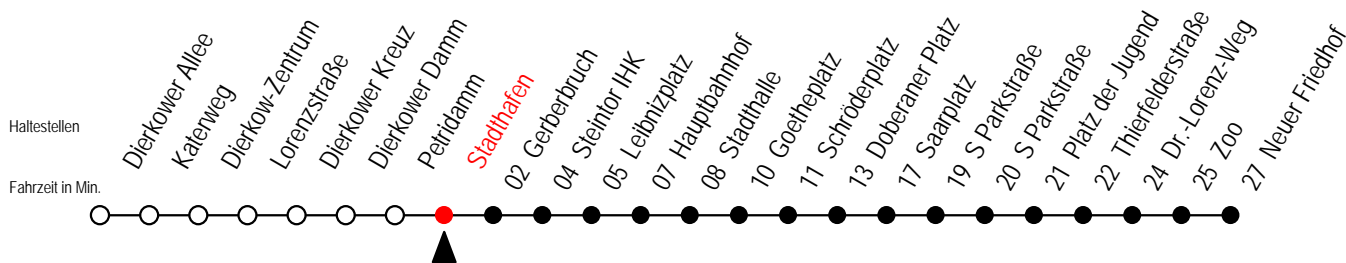 Haltestellen
Fahrzeit in Min.
Dierkower Allee
Katerweg
Dierkow-Zentrum
Lorenzstraße
Dierkower Kreuz
Dierkower Damm
Petridamm
Stadthafen
02 Gerberbruch
04 Steintor IHK
05 Leibnizplatz
07 Hauptbahnhof
08 Stadthalle
10 Goetheplatz
11 Schröderplatz
13 Doberaner Platz
17 Saarplatz
19 S Parkstraße
20 S Parkstraße
21 Platz der Jugend
22 Thierfelderstraße
24 Dr.-Lorenz-Weg
25 Zoo
27 Neuer Friedhof